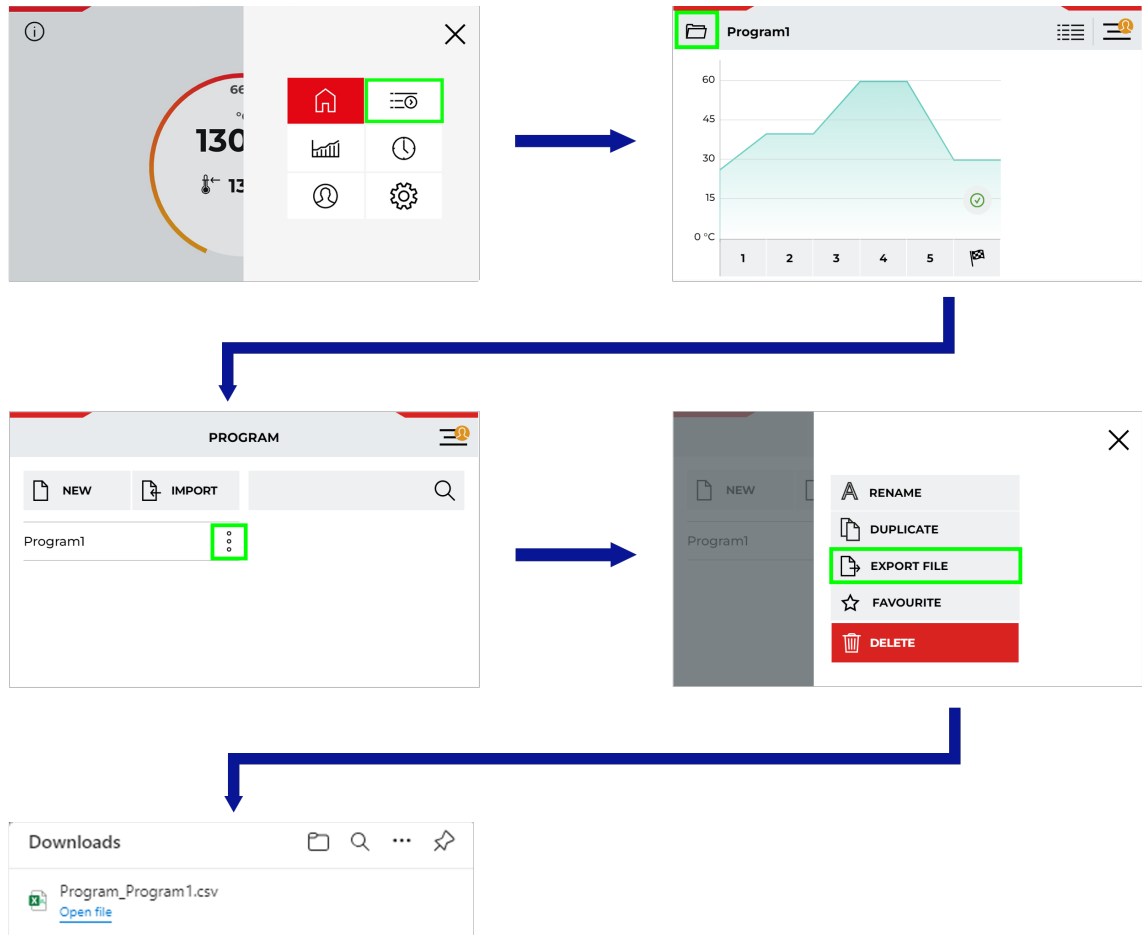 66
130
13
Program1
60
45
30
15
0 °C
1 2 3 4 5
PROGRAM
NEW IMPORT
Program1
NEW
Program1
RENAME
DUPLICATE
EXPORT FILE
FAVOURITE
DELETE
Downloads
Program_Program1.csv
Open file